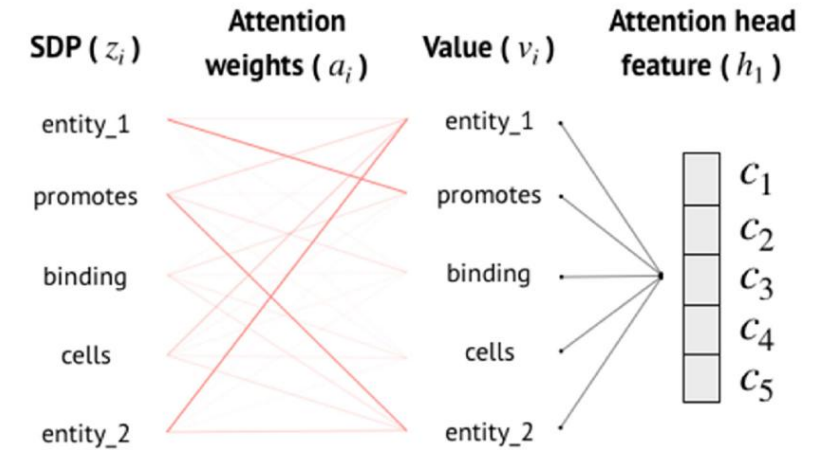 SDP ( z_i )
Attention
weights ( a_i )
Value ( v_i )
Attention head
feature ( h_1 )
entity_1
promotes
binding
cells
entity_2
entity_1
promotes
binding
cells
entity_2
c_1
c_2
c_3
c_4
c_5